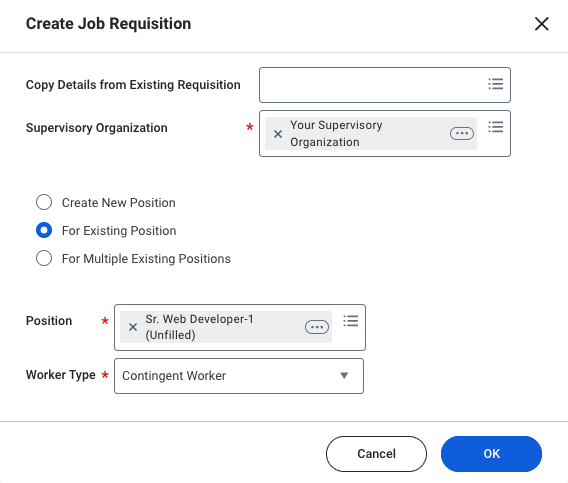 Create Job Requisition
Copy Details from Existing Requisition
Supervisory Organization *
Your Supervisory
Organization
Create New Position
For Existing Position
For Multiple Existing Positions
Position *
Sr. Web Developer-1
(Unfilled)
Worker Type * Contingent Worker
Cancel OK